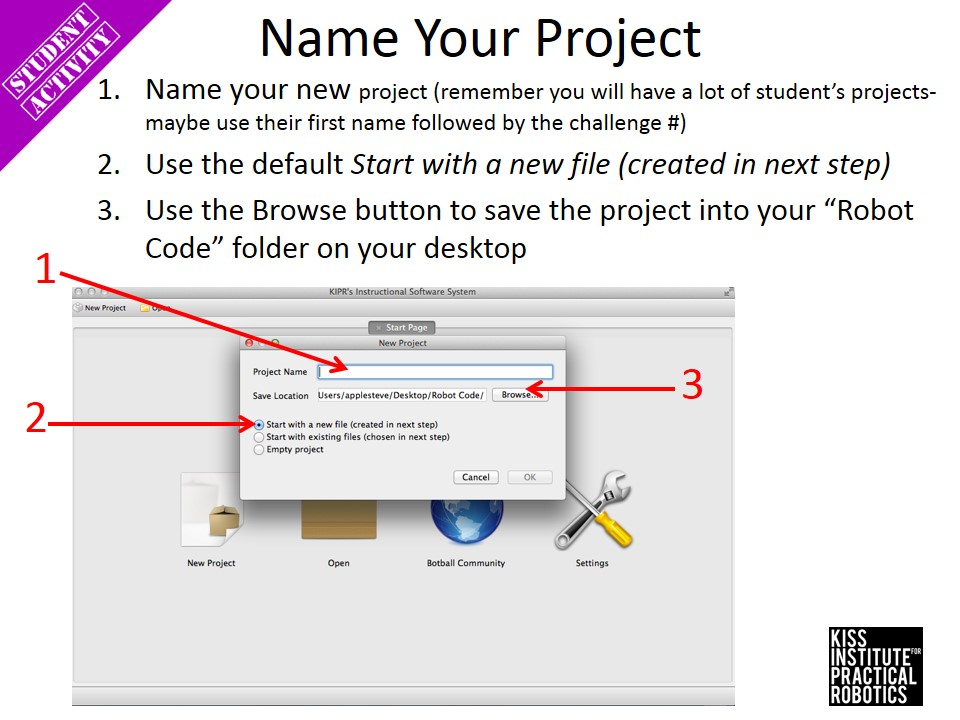 STUDENT
ACTIVITY
Name Your Project
1. Name your new project (remember you will have a lot of student's projects-
maybe use their first name followed by the challenge #)
2. Use the default Start with a new file (created in next step)
3. Use the Browse button to save the project into your “Robot
Code” folder on your desktop
1
KIPR's Instructional Software System
New Project
Start Page
New Project
Project Name
3
Save Location Users/applesteve/Desktop/Robot Code/ Browse...
2
Start with a new file (created in next step)
Start with existing files (chosen in next step)
Empty project
Cancel OK
New Project Open Botball Community Settings
KISS
INSTITUTE FOR
PRACTICAL
ROBOTICS